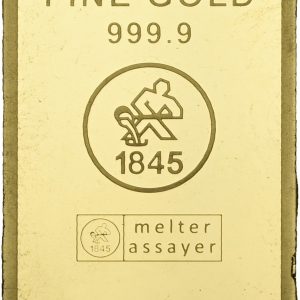 FINE GOLD
999.9
1845
melter
1845
assayer